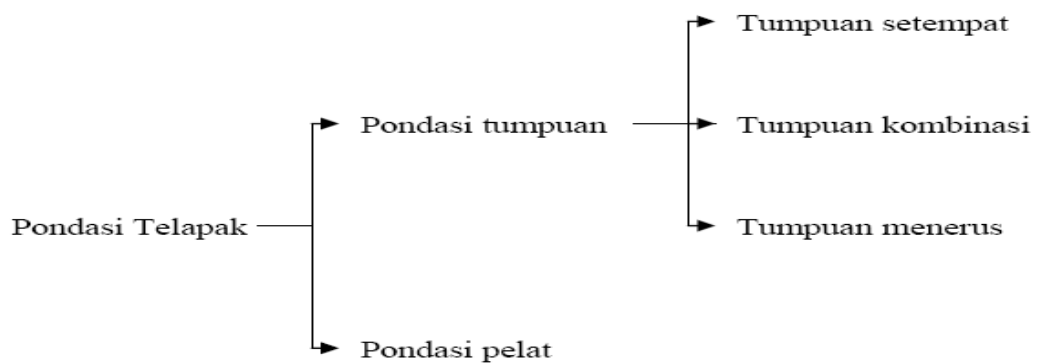 Tumpuan setempat
Pondasi tumpuan
Tumpuan kombinasi
Pondasi Telapak
Tumpuan menerus
Pondasi pelat